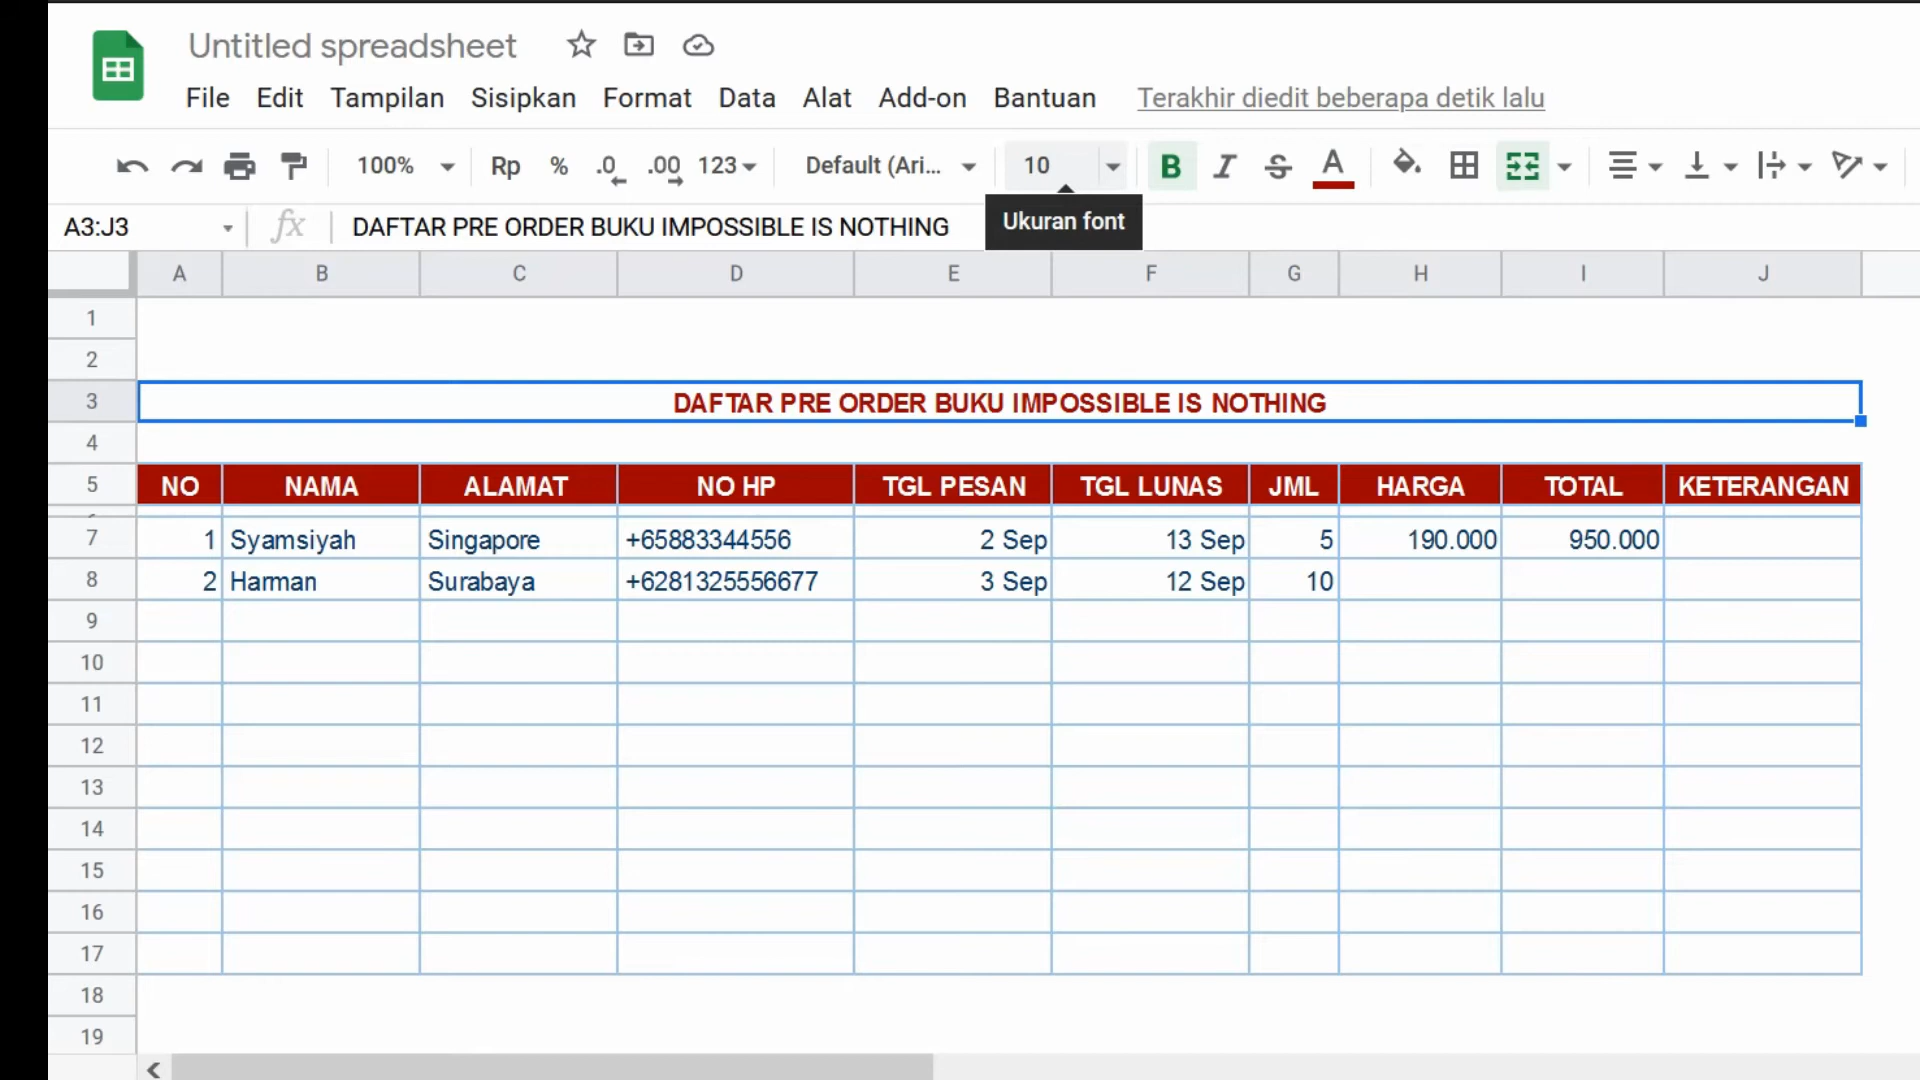 Untitled spreadsheet
File Edit Tampilan Sisipkan Format Data Alat Add-on Bantuan Terakhir diedit beberapa detik lalu
100% Rp % .0 .00 123 Default (Ari... 10 B I S A
A3:J3 fx DAFTAR PRE ORDER BUKU IMPOSSIBLE IS NOTHING
Ukuran font
A B C D E F G H I J
1
2
3 DAFTAR PRE ORDER BUKU IMPOSSIBLE IS NOTHING
4
5 NO NAMA ALAMAT NO HP TGL PESAN TGL LUNAS JML HARGA TOTAL KETERANGAN
7 1 Syamsiyah Singapore +65883344556 2 Sep 13 Sep 5 190.000 950.000
8 2 Harman Surabaya +6281325556677 3 Sep 12 Sep 10
9
10
11
12
13
14
15
16
17
18
19